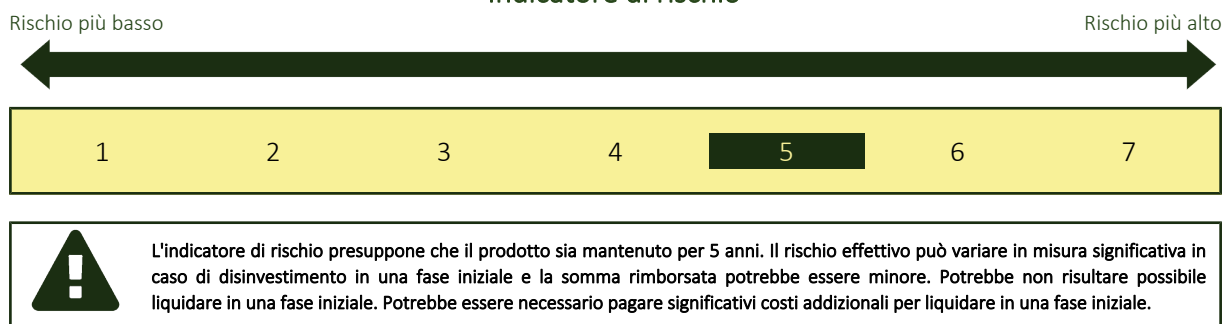 Indicatore di rischio
Rischio più basso Rischio più alto
1 2 3 4 5 6 7
L'indicatore di rischio presuppone che il prodotto sia mantenuto per 5 anni. Il rischio effettivo può variare in misura significativa in
caso di disinvestimento in una fase iniziale e la somma rimborsata potrebbe essere minore. Potrebbe non risultare possibile
liquidare in una fase iniziale. Potrebbe essere necessario pagare significativi costi addizionali per liquidare in una fase iniziale.